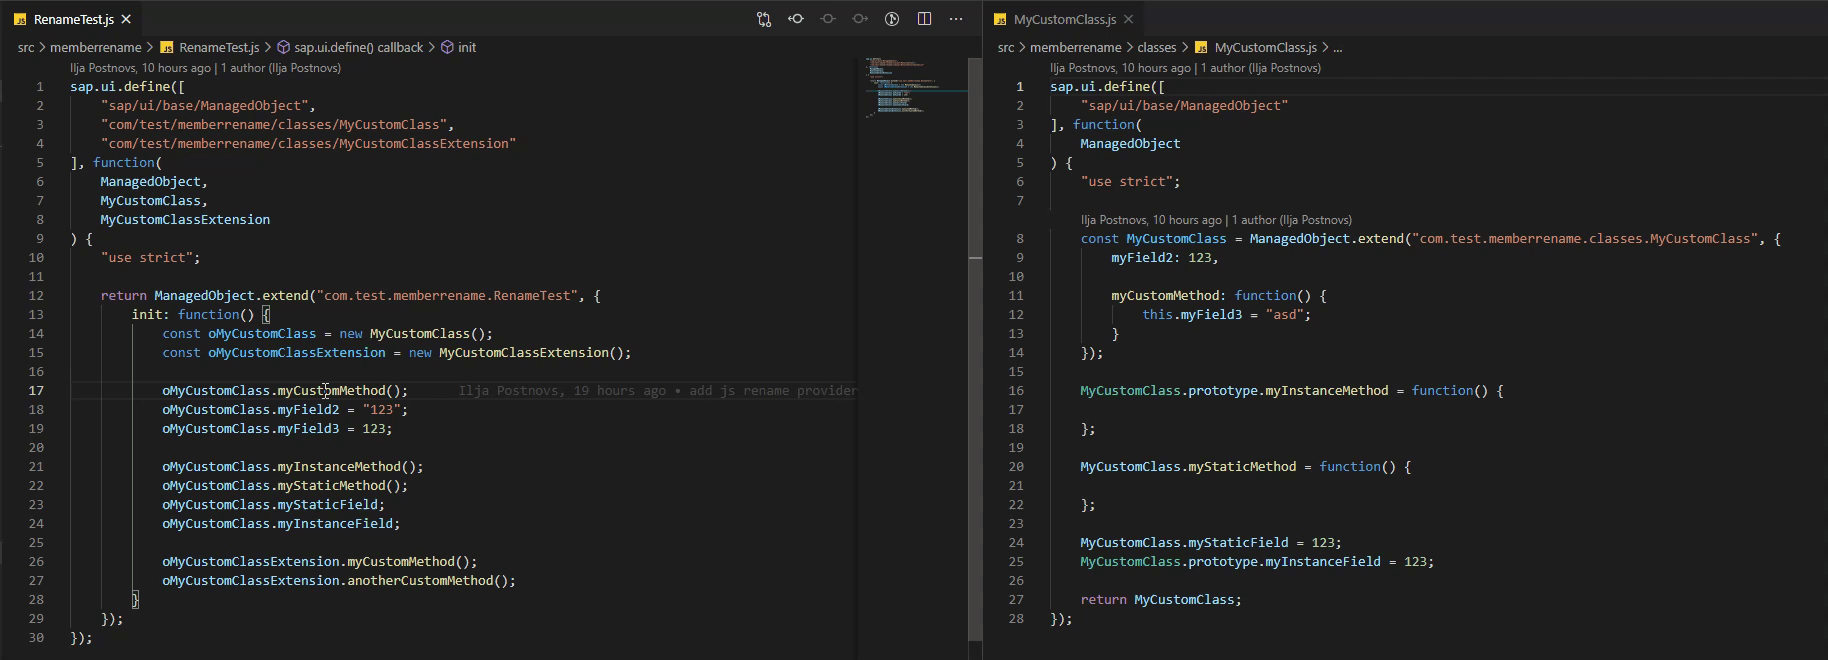 JS RenameTest.js ×
src > memberrename > JS RenameTest.js > sap.ui.define() callback > init
Ilja Postnovs, 10 hours ago | 1 author (Ilja Postnovs)
1 sap.ui.define([
2 "sap/ui/base/ManagedObject",
3 "com/test/memberrename/classes/MyCustomClass",
4 "com/test/memberrename/classes/MyCustomClassExtension"
5 ], function(
6 ManagedObject,
7 MyCustomClass,
8 MyCustomClassExtension
9 ) {
10 "use strict";
11
12 return ManagedObject.extend("com.test.memberrename.RenameTest", {
13 init: function() {
14 const oMyCustomClass = new MyCustomClass();
15 const oMyCustomClassExtension = new MyCustomClassExtension();
16
17 oMyCustomClass.myCustomMethod(); Ilja Postnovs, 19 hours ago • add js rename provider
18 oMyCustomClass.myField2 = "123";
19 oMyCustomClass.myField3 = 123;
20
21 oMyCustomClass.myInstanceMethod();
22 oMyCustomClass.myStaticMethod();
23 oMyCustomClass.myStaticField;
24 oMyCustomClass.myInstanceField;
25
26 oMyCustomClassExtension.myCustomMethod();
27 oMyCustomClassExtension.anotherCustomMethod();
28 }
29 });
30 });
JS MyCustomClass.js ×
src > memberrename > classes > JS MyCustomClass.js > ...
Ilja Postnovs, 10 hours ago | 1 author (Ilja Postnovs)
1 sap.ui.define([
2 "sap/ui/base/ManagedObject"
3 ], function(
4 ManagedObject
5 ) {
6 "use strict";
7
Ilja Postnovs, 10 hours ago | 1 author (Ilja Postnovs)
8 const MyCustomClass = ManagedObject.extend("com.test.memberrename.classes.MyCustomClass", {
9 myField2: 123,
10
11 myCustomMethod: function() {
12 this.myField3 = "asd";
13 }
14 });
15
16 MyCustomClass.prototype.myInstanceMethod = function() {
17
18 };
19
20 MyCustomClass.myStaticMethod = function() {
21
22 };
23
24 MyCustomClass.myStaticField = 123;
25 MyCustomClass.prototype.myInstanceField = 123;
26
27 return MyCustomClass;
28 });